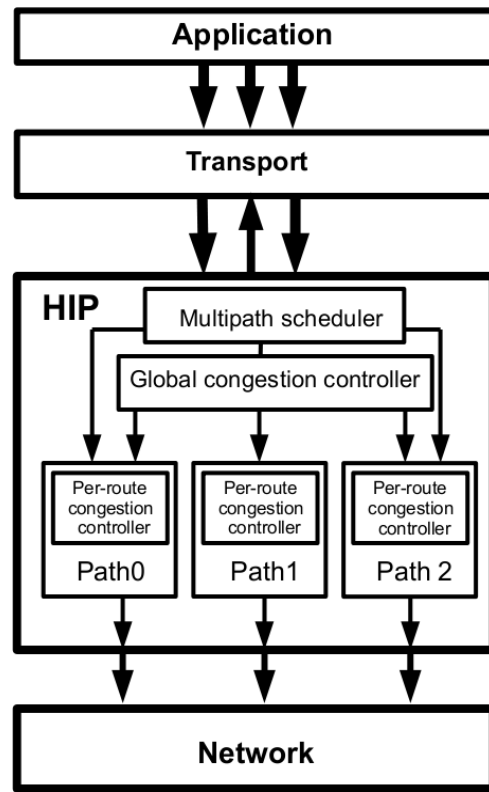 Application
Transport
HIP
Multipath scheduler
Global congestion controller
Per-route
congestion
controller
Path0
Per-route
congestion
controller
Path1
Per-route
congestion
controller
Path 2
Network